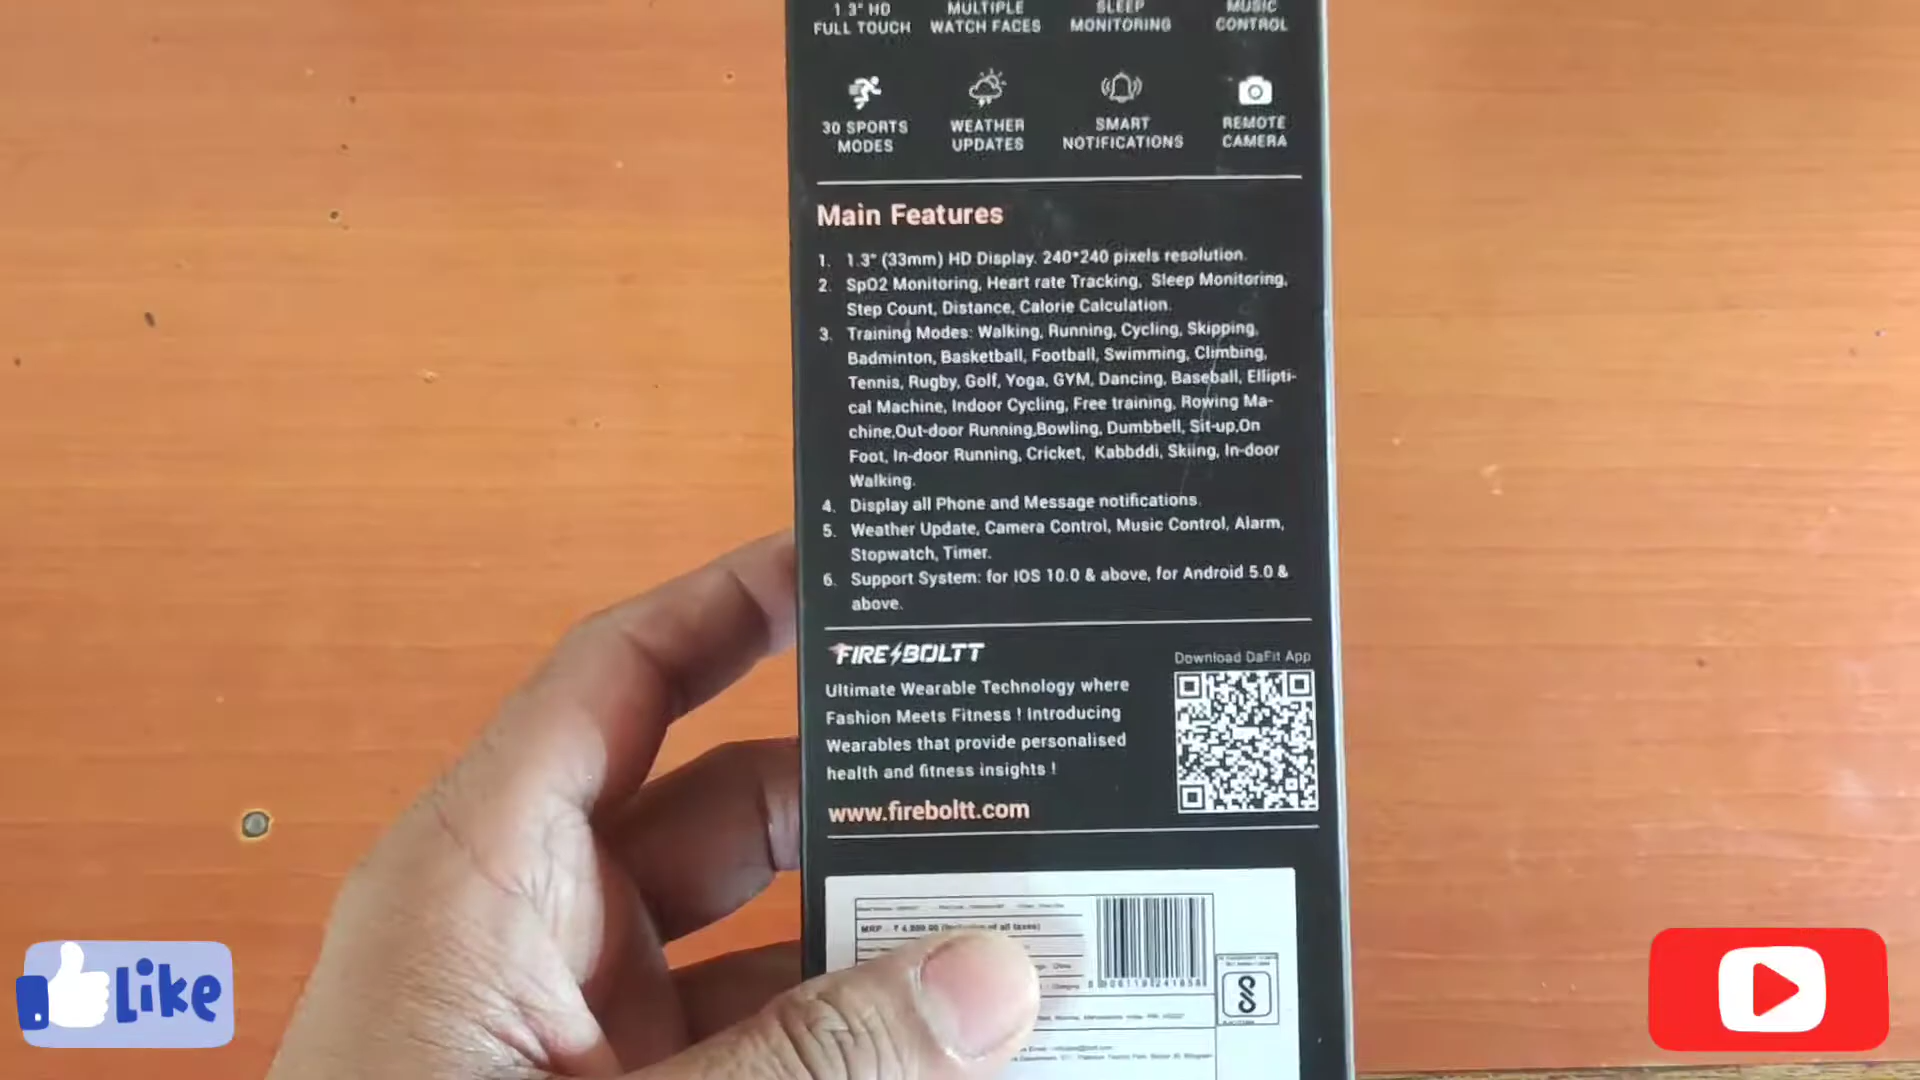 1.3" HD
FULL TOUCH
MULTIPLE
WATCH FACES
SLEEP
MONITORING
MUSIC
CONTROL
30 SPORTS
MODES
WEATHER
UPDATES
SMART
NOTIFICATIONS
REMOTE
CAMERA
Main Features
1. 1.3" (33mm) HD Display. 240*240 pixels resolution.
2. SpO2 Monitoring, Heart rate Tracking, Sleep Monitoring,
Step Count, Distance, Calorie Calculation.
3. Training Modes: Walking, Running, Cycling, Skipping,
Badminton, Basketball, Football, Swimming, Climbing,
Tennis, Rugby, Golf, Yoga, GYM, Dancing, Baseball, Ellipti-
cal Machine, Indoor Cycling, Free training, Rowing Ma-
chine,Out-door Running,Bowling, Dumbbell, Sit-up,On
Foot, In-door Running, Cricket, Kabbddi, Skiing, In-door
Walking.
4. Display all Phone and Message notifications.
5. Weather Update, Camera Control, Music Control, Alarm,
Stopwatch, Timer.
6. Support System: for IOS 10.0 & above, for Android 5.0 &
above.
FIRE BOLTT
Download DaFit App
Ultimate Wearable Technology where
Fashion Meets Fitness ! Introducing
Wearables that provide personalised
health and fitness insights !
www.fireboltt.com
MRP of all taxes)
like